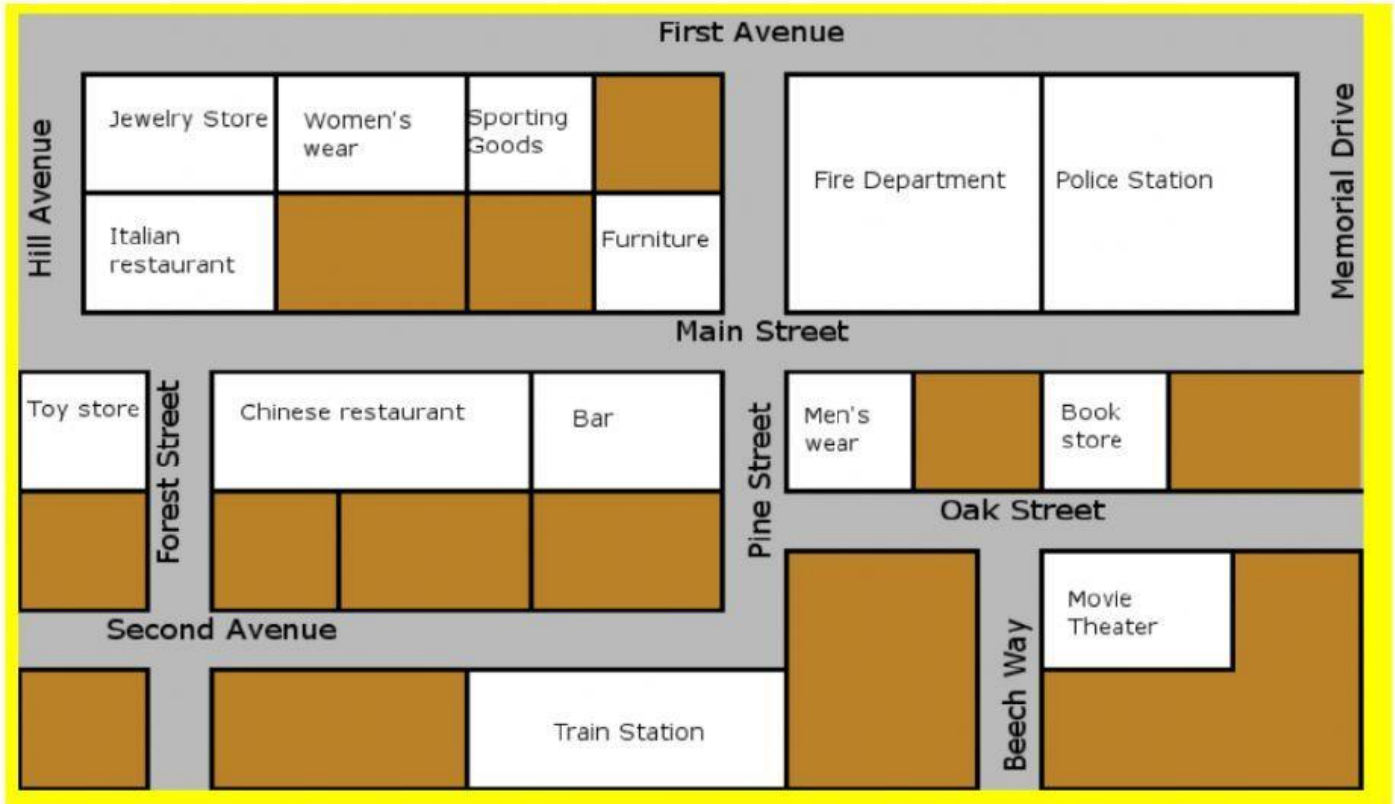 First Avenue
Jewelry Store
Women's
wear
Sporting
Goods
Hill Avenue
Fire Department
Police Station
Memorial Drive
Italian
restaurant
Furniture
Main Street
Toy store
Forest Street
Chinese restaurant
Bar
Pine Street
Men's
wear
Book
store
Oak Street
Second Avenue
Movie
Theater
Beech Way
Train Station